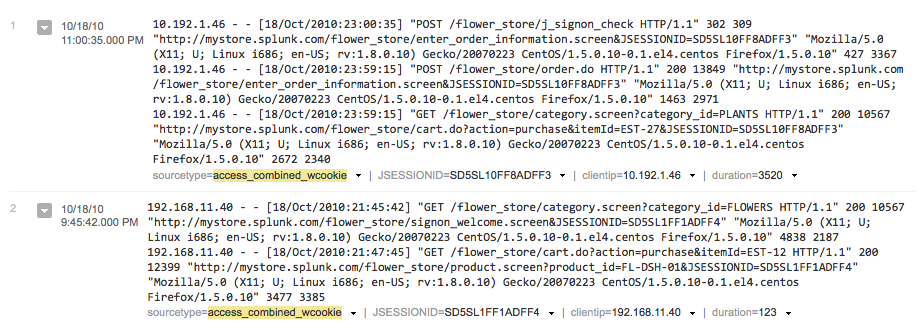 1
10/18/10
11:00:35.000 PM
10.192.1.46 - - [18/Oct/2010:23:00:35] "POST /flower_store/j_signon_check HTTP/1.1" 302 309
"http://mystore.splunk.com/flower_store/enter_order_information.screen&JSESSIONID=SD5SL10FF8ADFF3" "Mozilla/5.0
(X11; U; Linux i686; en-US; rv:1.8.0.10) Gecko/20070223 CentOS/1.5.0.10-0.1.el4.centos Firefox/1.5.0.10" 427 3367
10.192.1.46 - - [18/Oct/2010:23:59:15] "POST /flower_store/order.do HTTP/1.1" 200 13849 "http://mystore.splunk.com
/flower_store/enter_order_information.screen&JSESSIONID=SD5SL10FF8ADFF3" "Mozilla/5.0 (X11; U; Linux i686; en-US;
rv:1.8.0.10) Gecko/20070223 CentOS/1.5.0.10-0.1.el4.centos Firefox/1.5.0.10" 1463 2971
10.192.1.46 - - [18/Oct/2010:23:59:15] "GET /flower_store/category.screen?category_id=PLANTS HTTP/1.1" 200 10567
"http://mystore.splunk.com/flower_store/cart.do?action=purchase&itemId=EST-27&JSESSIONID=SD5SL10FF8ADFF3"
"Mozilla/5.0 (X11; U; Linux i686; en-US; rv:1.8.0.10) Gecko/20070223 CentOS/1.5.0.10-0.1.el4.centos
Firefox/1.5.0.10" 2672 2340
sourcetype=access_combined_wcookie | JSESSIONID=SD5SL10FF8ADFF3 | clientip=10.192.1.46 | duration=3520
2
10/18/10
9:45:42.000 PM
192.168.11.40 - - [18/Oct/2010:21:45:42] "GET /flower_store/category.screen?category_id=FLOWERS HTTP/1.1" 200 10567
"http://mystore.splunk.com/flower_store/signon_welcome.screen&JSESSIONID=SD5SL1FF1ADFF4" "Mozilla/5.0 (X11; U;
Linux i686; en-US; rv:1.8.0.10) Gecko/20070223 CentOS/1.5.0.10-0.1.el4.centos Firefox/1.5.0.10" 4838 2187
192.168.11.40 - - [18/Oct/2010:21:47:45] "GET /flower_store/cart.do?action=purchase&itemId=EST-12 HTTP/1.1" 200
12399 "http://mystore.splunk.com/flower_store/product.screen?product_id=FL-DSH-01&JSESSIONID=SD5SL1FF1ADFF4"
"Mozilla/5.0 (X11; U; Linux i686; en-US; rv:1.8.0.10) Gecko/20070223 CentOS/1.5.0.10-0.1.el4.centos
Firefox/1.5.0.10" 3477 3385
sourcetype=access_combined_wcookie | JSESSIONID=SD5SL1FF1ADFF4 | clientip=192.168.11.40 | duration=123